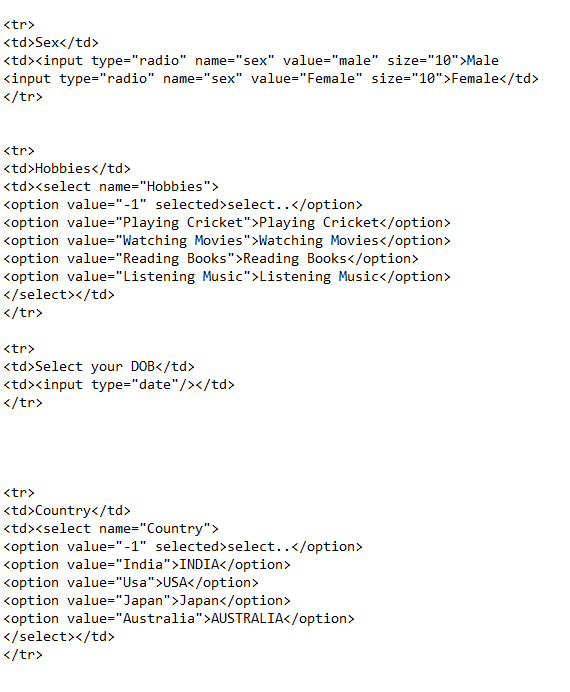 <tr>
<td>Sex</td>
<td><input type="radio" name="sex" value="male" size="10">Male
<input type="radio" name="sex" value="Female" size="10">Female</td>
</tr>
<tr>
<td>Hobbies</td>
<td><select name="Hobbies">
<option value="-1" selected>select..</option>
<option value="Playing Cricket">Playing Cricket</option>
<option value="Watching Movies">Watching Movies</option>
<option value="Reading Books">Reading Books</option>
<option value="Listening Music">Listening Music</option>
</select></td>
</tr>
<tr>
<td>Select your DOB</td>
<td><input type="date"/></td>
</tr>
<tr>
<td>Country</td>
<td><select name="Country">
<option value="-1" selected>select..</option>
<option value="India">INDIA</option>
<option value="Usa">USA</option>
<option value="Japan">Japan</option>
<option value="Australia">AUSTRALIA</option>
</select></td>
</tr>